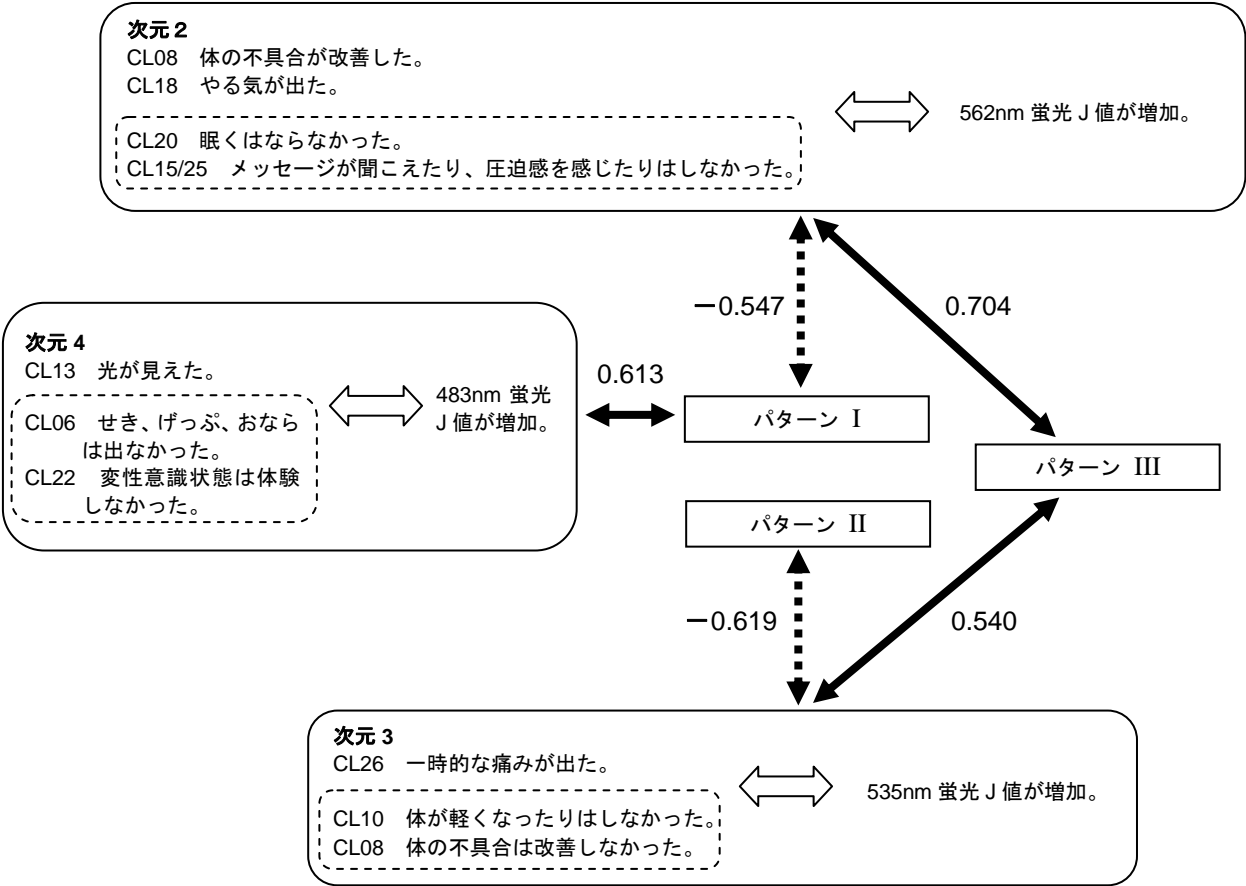 次元２
CL08　体の不具合が改善した。
CL18　やる気が出た。
CL20　眠くはならなかった。
CL15/25　メッセージが聞こえたり、圧迫感を感じたりはしなかった。
562nm 蛍光 J 値が増加。
－0.547
0.704
次元 4
CL13　光が見えた。
CL06　せき、げっぷ、おなら
は出なかった。
CL22　変性意識状態は体験
しなかった。
483nm 蛍光
J 値が増加。
0.613
パターン I
パターン III
パターン II
－0.619
0.540
次元 3
CL26　一時的な痛みが出た。
CL10　体が軽くなったりはしなかった。
CL08　体の不具合は改善しなかった。
535nm 蛍光 J 値が増加。